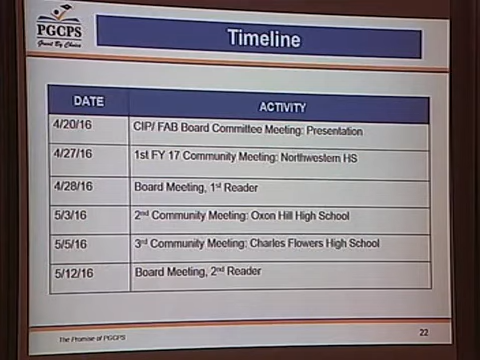 PGCPS
Great By Choice
Timeline
DATE ACTIVITY
4/20/16 CIP/ FAB Board Committee Meeting: Presentation
4/27/16 1st FY 17 Community Meeting: Northwestern HS
4/28/16 Board Meeting, 1st Reader
5/3/16 2nd Community Meeting: Oxon Hill High School
5/5/16 3rd Community Meeting: Charles Flowers High School
5/12/16 Board Meeting, 2nd Reader
The Promise of PGCPS
22